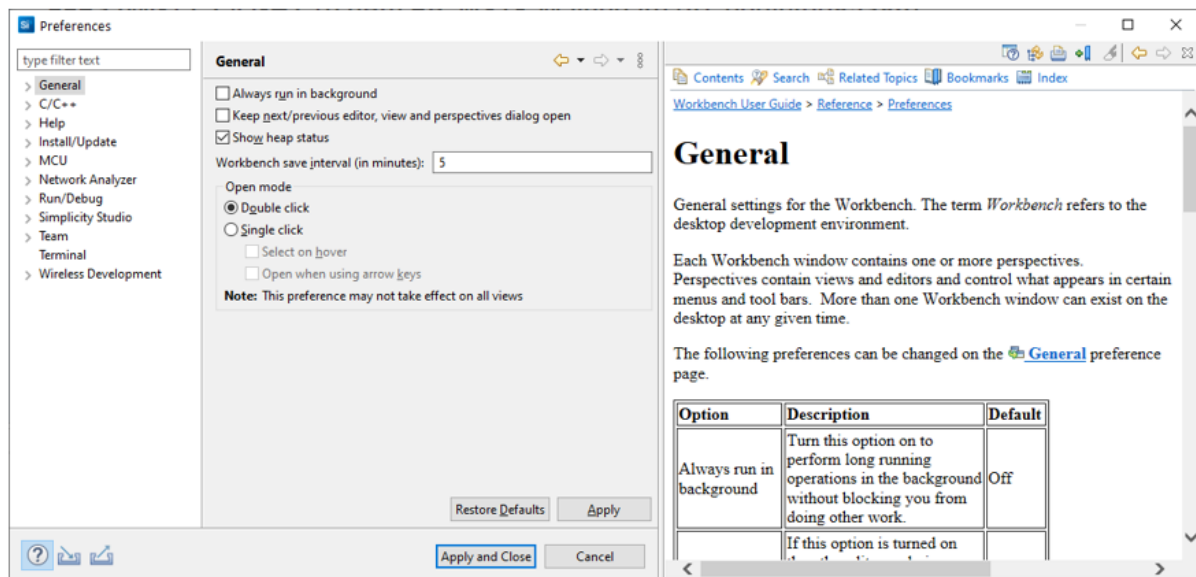 Si Preferences
type filter text
General
C/C++
Help
Install/Update
MCU
Network Analyzer
Run/Debug
Simplicity Studio
Team
Terminal
Wireless Development
General
Always run in background
Keep next/previous editor, view and perspectives dialog open
Show heap status
Workbench save interval (in minutes): 5
Open mode
Double click
Single click
Select on hover
Open when using arrow keys
Note: This preference may not take effect on all views
Restore Defaults Apply
? Apply and Close Cancel
Contents Search Related Topics Bookmarks Index
Workbench User Guide > Reference > Preferences
General
General settings for the Workbench. The term Workbench refers to the
desktop development environment.
Each Workbench window contains one or more perspectives.
Perspectives contain views and editors and control what appears in certain
menus and tool bars. More than one Workbench window can exist on the
desktop at any given time.
The following preferences can be changed on the General preference
page.
Option Description Default
Always run in background Turn this option on to
perform long running
operations in the background Off
without blocking you from
doing other work.
If this option is turned on